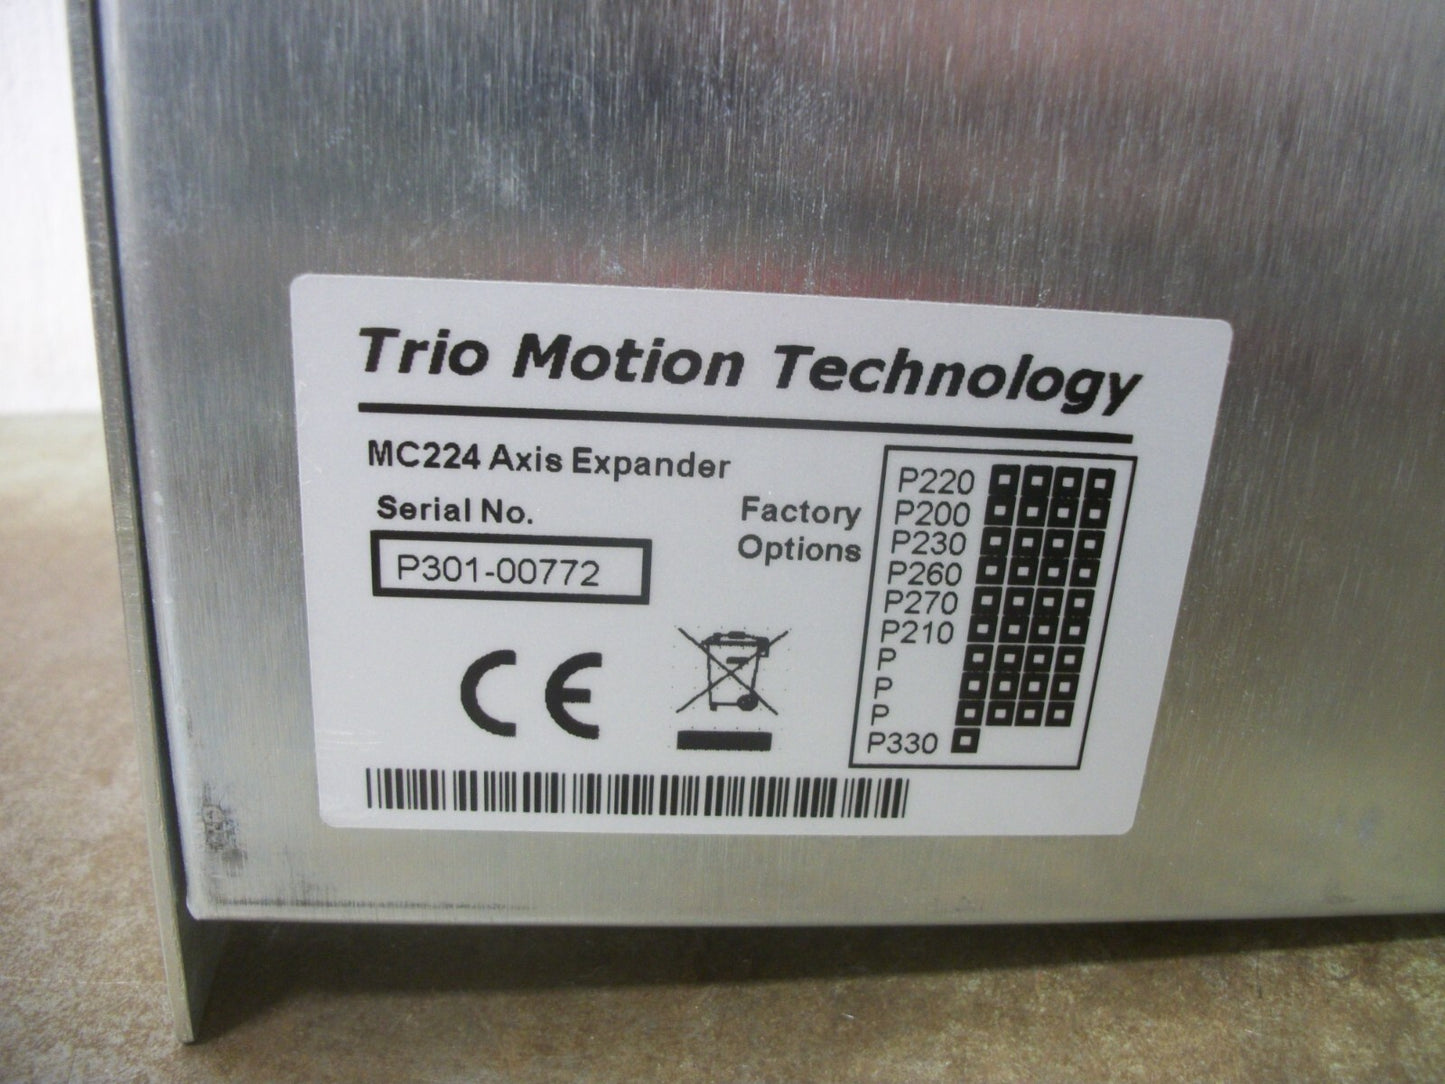 Trio Motion Technology
MC224 Axis Expander
Serial No.
P301-00772
Factory
Options
P220
P200
P230
P260
P270
P210
P
P
P
P330
CE